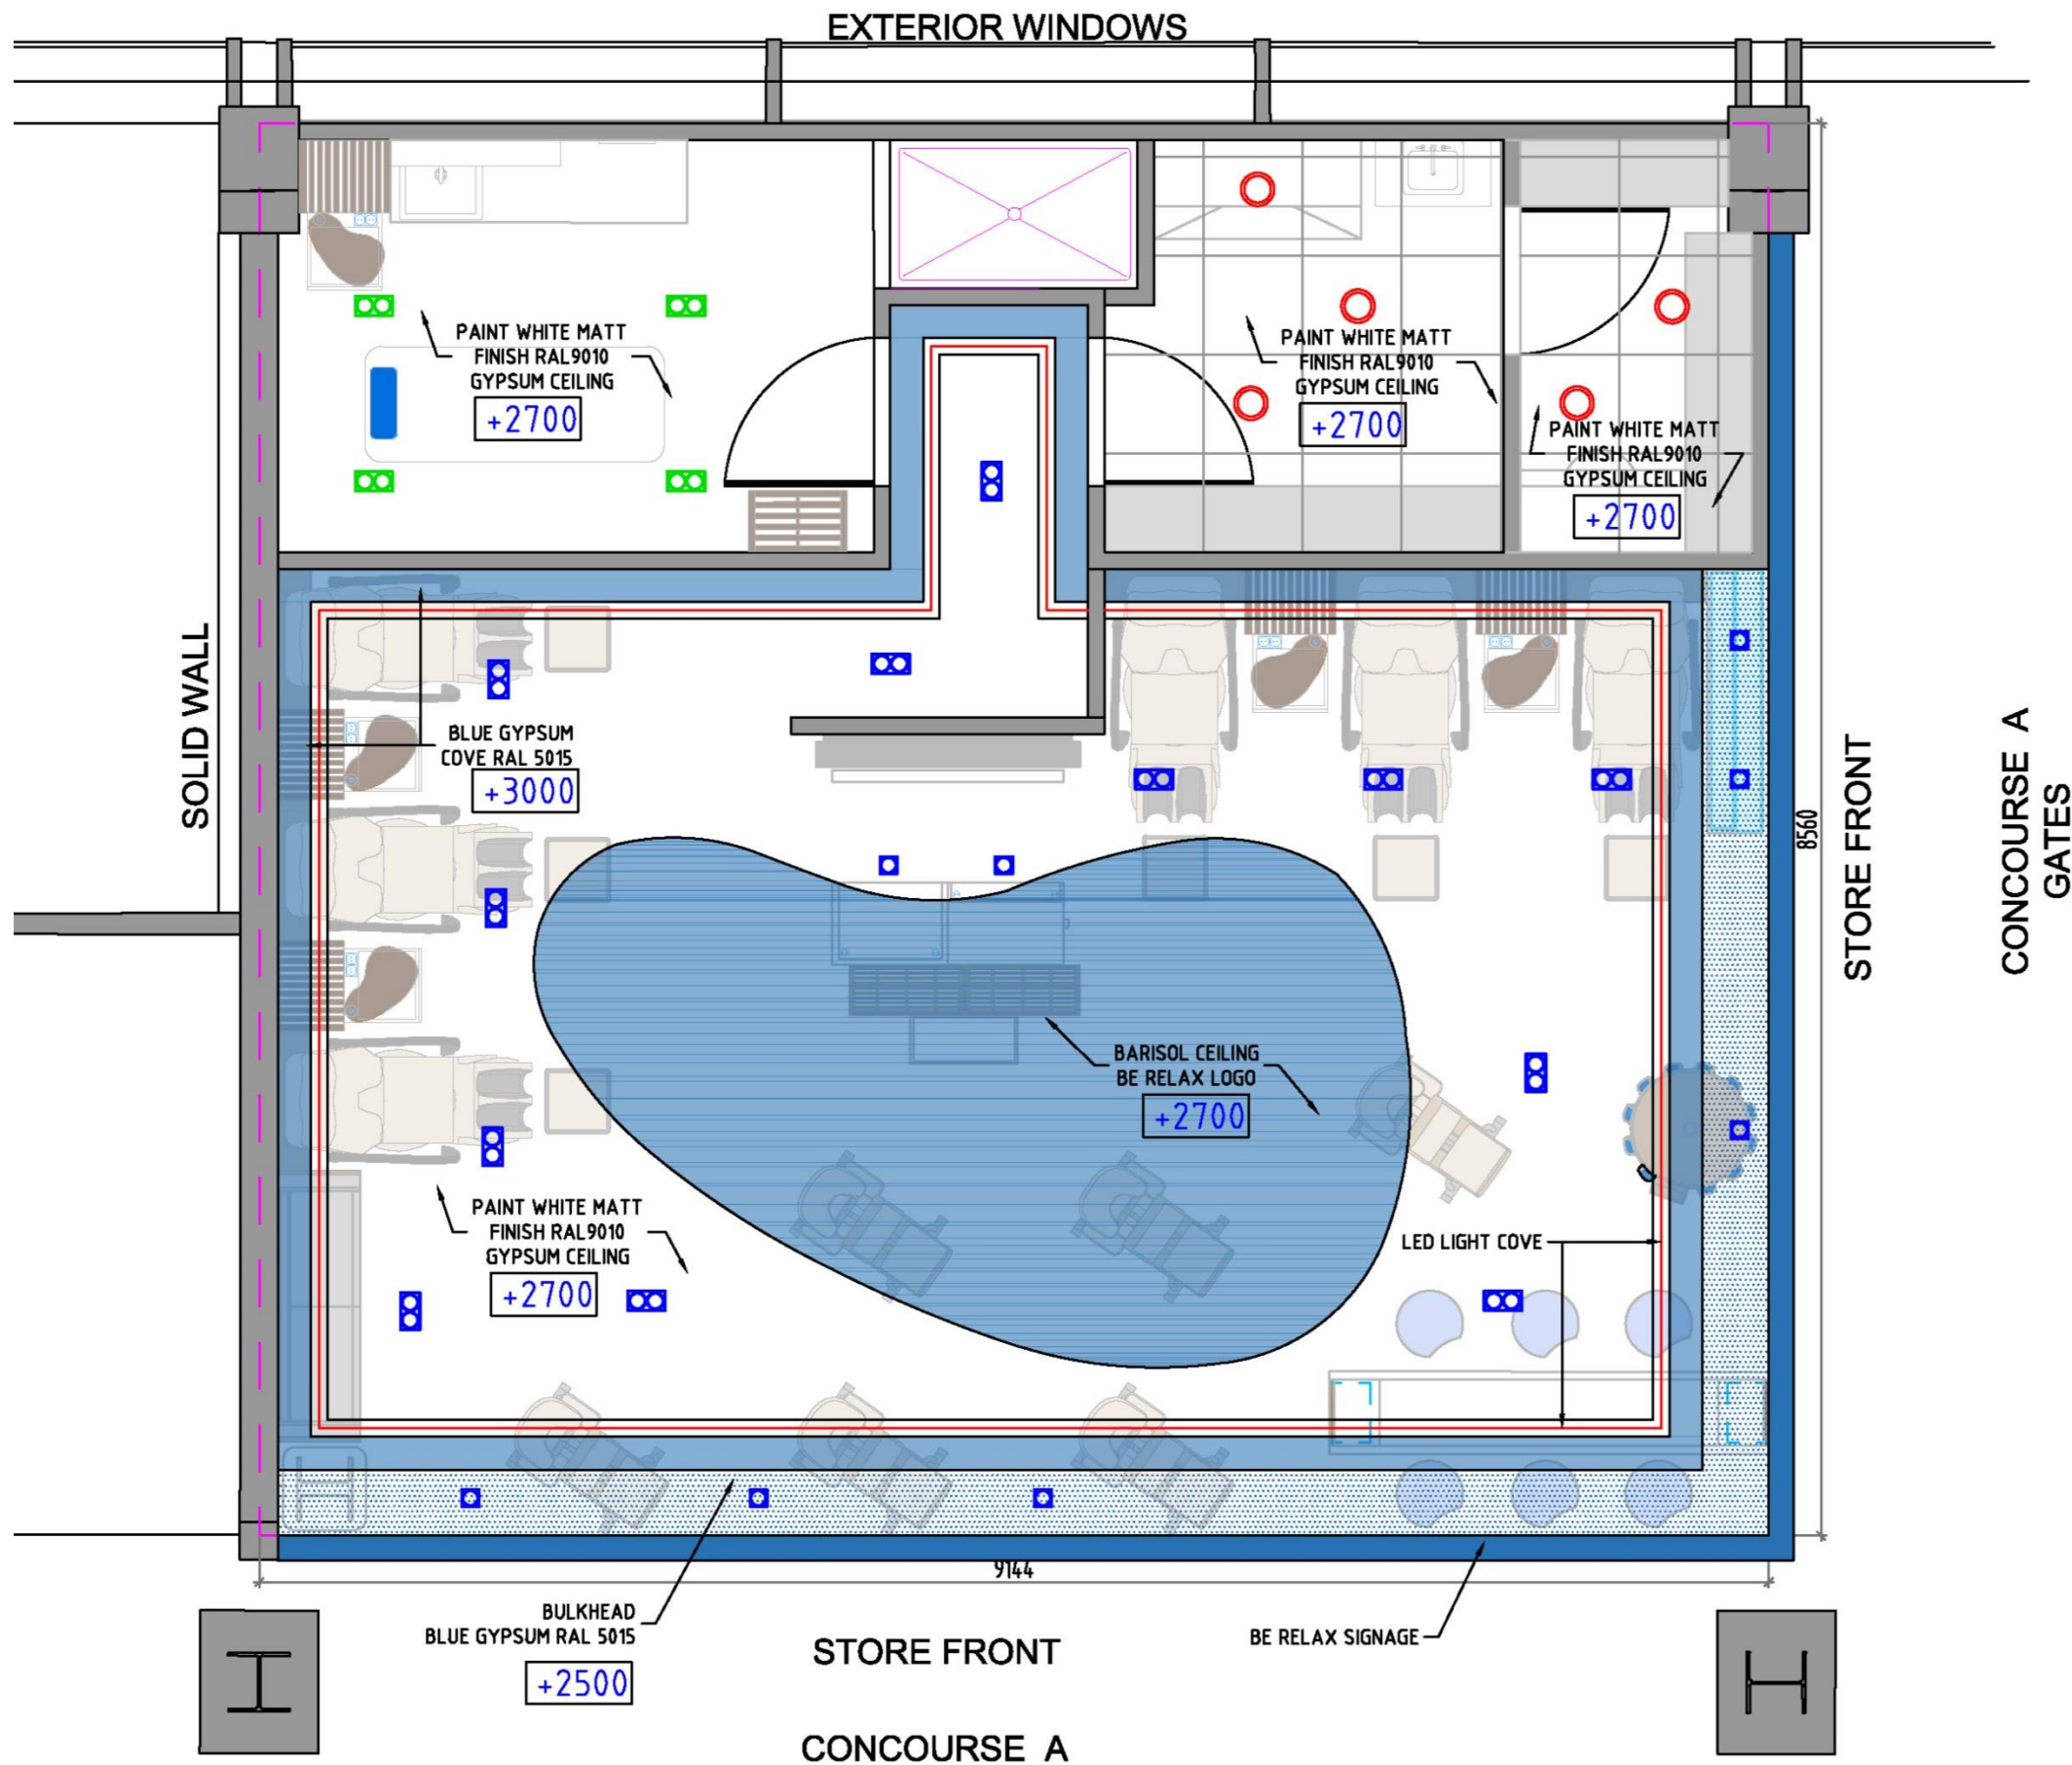 EXTERIOR WINDOWS
PAINT WHITE MATT
FINISH RAL9010
GYPSUM CEILING
+2700
PAINT WHITE MATT
FINISH RAL9010
GYPSUM CEILING
+2700
PAINT WHITE MATT
FINISH RAL9010
GYPSUM CEILING
+2700
SOLID WALL
BLUE GYPSUM
COVE RAL 5015
+3000
8560
STORE FRONT
CONCOURSE A
GATES
BARISOL CEILING
BE RELAX LOGO
+2700
PAINT WHITE MATT
FINISH RAL9010
GYPSUM CEILING
+2700
LED LIGHT COVE
9144
BULKHEAD
BLUE GYPSUM RAL 5015
+2500
STORE FRONT
BE RELAX SIGNAGE
CONCOURSE A